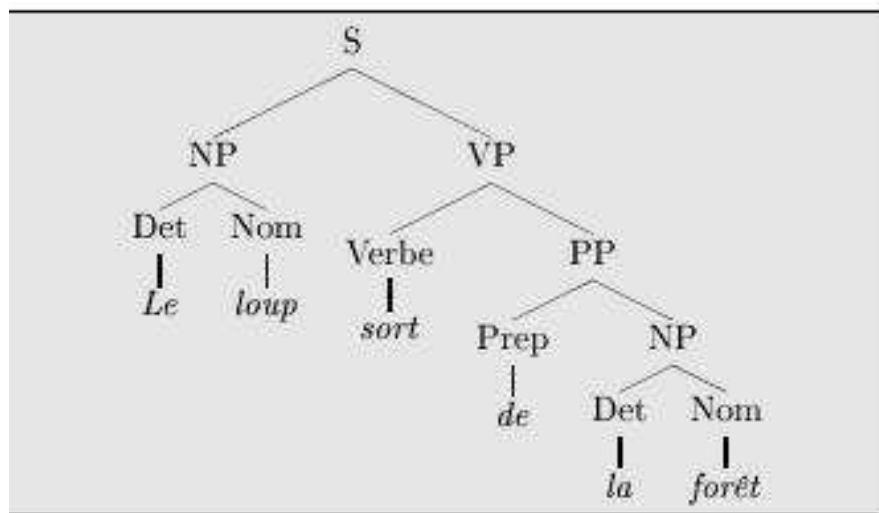 S
NP VP
Det Nom
Verbe PP
Le loup
sort
Prep NP
de
Det Nom
la forêt